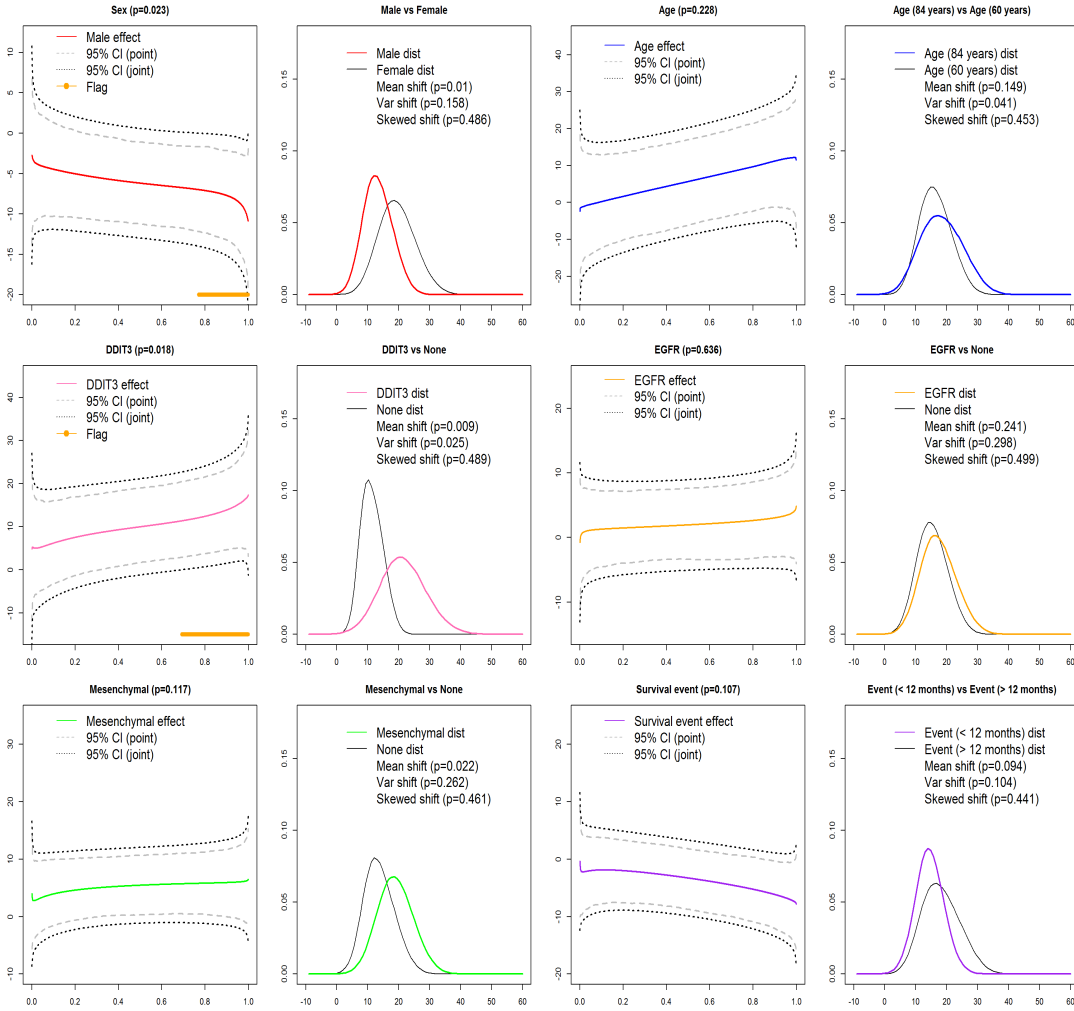 Sex (p=0.023)
Male effect
95% CI (point)
95% CI (joint)
Flag
10
5
0
-5
-10
-15
-20
0.0 0.2 0.4 0.6 0.8 1.0
Male vs Female
Male dist
Female dist
Mean shift (p=0.01)
Var shift (p=0.158)
Skewed shift (p=0.486)
0.15
0.10
0.05
0.00
-10 0 10 20 30 40 50 60
Age (p=0.228)
Age effect
95% CI (point)
95% CI (joint)
40
30
20
10
0
-10
-20
0.0 0.2 0.4 0.6 0.8 1.0
Age (84 years) vs Age (60 years)
Age (84 years) dist
Age (60 years) dist
Mean shift (p=0.149)
Var shift (p=0.041)
Skewed shift (p=0.453)
0.15
0.10
0.05
0.00
-10 0 10 20 30 40 50 60
DDIT3 (p=0.018)
DDIT3 effect
95% CI (point)
95% CI (joint)
Flag
40
30
20
10
0
-10
0.0 0.2 0.4 0.6 0.8 1.0
DDIT3 vs None
DDIT3 dist
None dist
Mean shift (p=0.009)
Var shift (p=0.025)
Skewed shift (p=0.489)
0.15
0.10
0.05
0.00
-10 0 10 20 30 40 50 60
EGFR (p=0.636)
EGFR effect
95% CI (point)
95% CI (joint)
20
10
0
-10
0.0 0.2 0.4 0.6 0.8 1.0
EGFR vs None
EGFR dist
None dist
Mean shift (p=0.241)
Var shift (p=0.298)
Skewed shift (p=0.499)
0.15
0.10
0.05
0.00
-10 0 10 20 30 40 50 60
Mesenchymal (p=0.117)
Mesenchymal effect
95% CI (point)
95% CI (joint)
30
20
10
0
-10
0.0 0.2 0.4 0.6 0.8 1.0
Mesenchymal vs None
Mesenchymal dist
None dist
Mean shift (p=0.022)
Var shift (p=0.262)
Skewed shift (p=0.461)
0.15
0.10
0.05
0.00
-10 0 10 20 30 40 50 60
Survival event (p=0.107)
Survival event effect
95% CI (point)
95% CI (joint)
20
10
0
-10
-20
0.0 0.2 0.4 0.6 0.8 1.0
Event (< 12 months) vs Event (> 12 months)
Event (< 12 months) dist
Event (> 12 months) dist
Mean shift (p=0.094)
Var shift (p=0.104)
Skewed shift (p=0.441)
0.15
0.10
0.05
0.00
-10 0 10 20 30 40 50 60